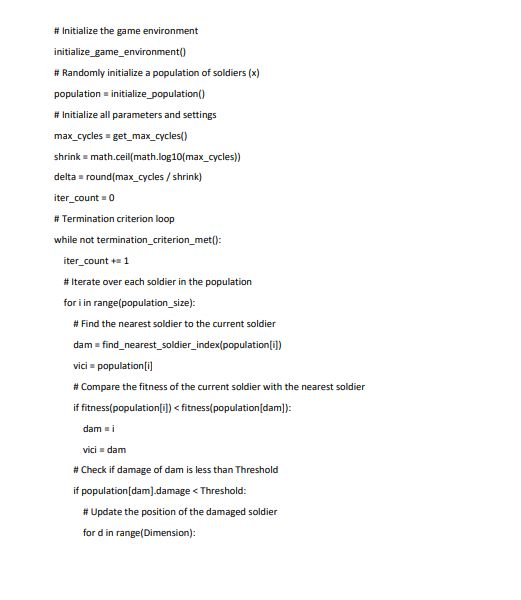 # Initialize the game environment
initialize_game_environment()
# Randomly initialize a population of soldiers (x)
population = initialize_population()
# Initialize all parameters and settings
max_cycles = get_max_cycles()
shrink = math.ceil(math.log10(max_cycles))
delta = round(max_cycles / shrink)
iter_count = 0
# Termination criterion loop
while not termination_criterion_met():
iter_count += 1
# Iterate over each soldier in the population
for i in range(population_size):
# Find the nearest soldier to the current soldier
dam = find_nearest_soldier_index(population[i])
vici = population[i]
# Compare the fitness of the current soldier with the nearest soldier
if fitness(population[i]) < fitness(population[dam]):
dam = i
vici = dam
# Check if damage of dam is less than Threshold
if population[dam].damage < Threshold:
# Update the position of the damaged soldier
for d in range(Dimension):